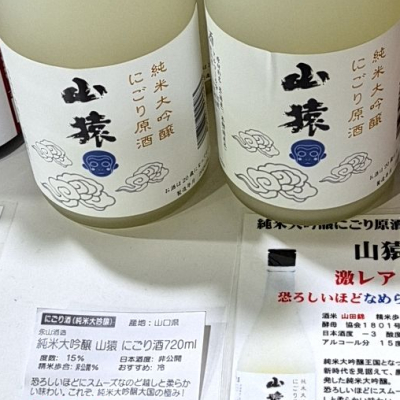 純米大吟醸
にごり原酒
山猿
純米大吟醸
にごり原酒
山猿
にごり酒(純米大吟醸)
産地:山口県
永山酒造
純米大吟醸 山猿 にごり酒720ml
度数: 15%
日本酒度: 非公開
精米歩合: 非公開%
おすすめ: 冷
恐ろしいほどにスムーズなのど越しと柔らか
い味わい。これぞ、純米大吟醸大国の極み!
純米大吟醸にごり原酒
山猿
激レア
恐ろしいほどなめら
酒米 山田錦 精米歩
酵母 協会1801号
日本酒度 -3 酸度
アルコール分 15度
純米大吟醸王国となっ
新時代を見据えて、
発した純米大吟醸。
恐ろしいほどにスムー